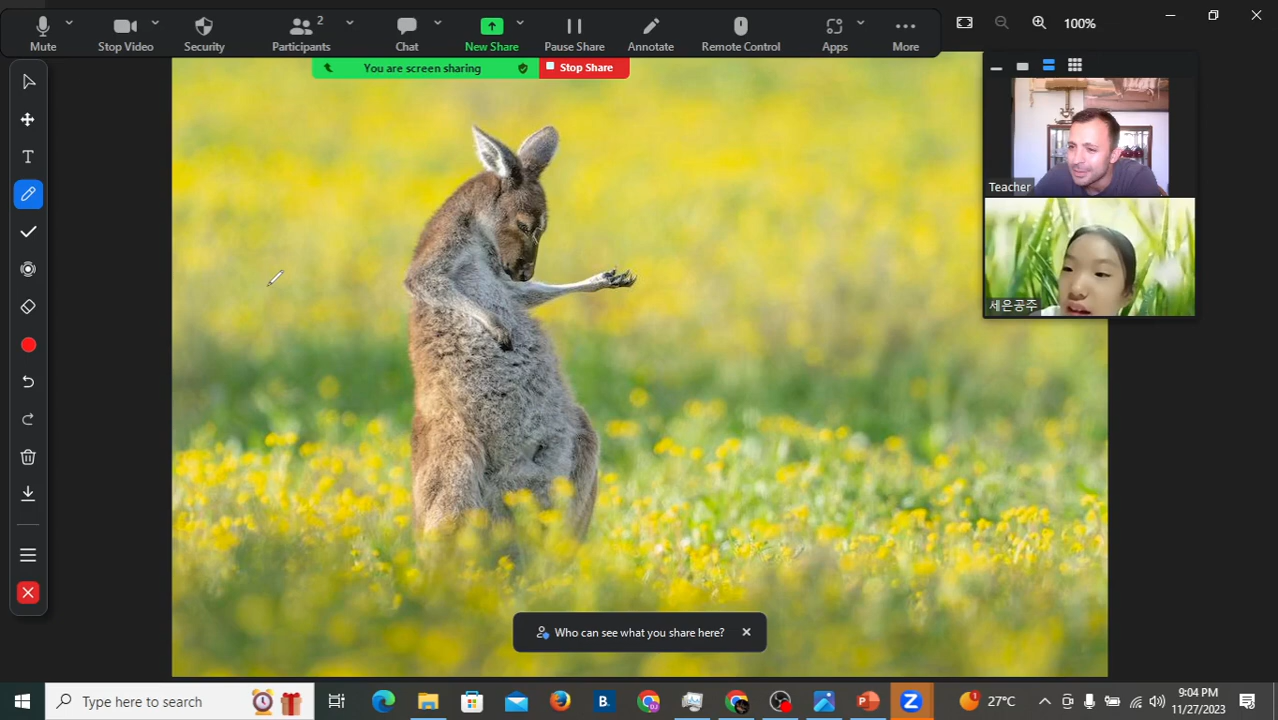 Mute
Stop Video
Security
Participants
2
Chat
New Share
Pause Share
Annotate
Remote Control
Apps
More
100%
You are screen sharing
Stop Share
T
Teacher
세은공주
Who can see what you share here?
Type here to search
B.
1
27°C
9:04 PM
11/27/2023